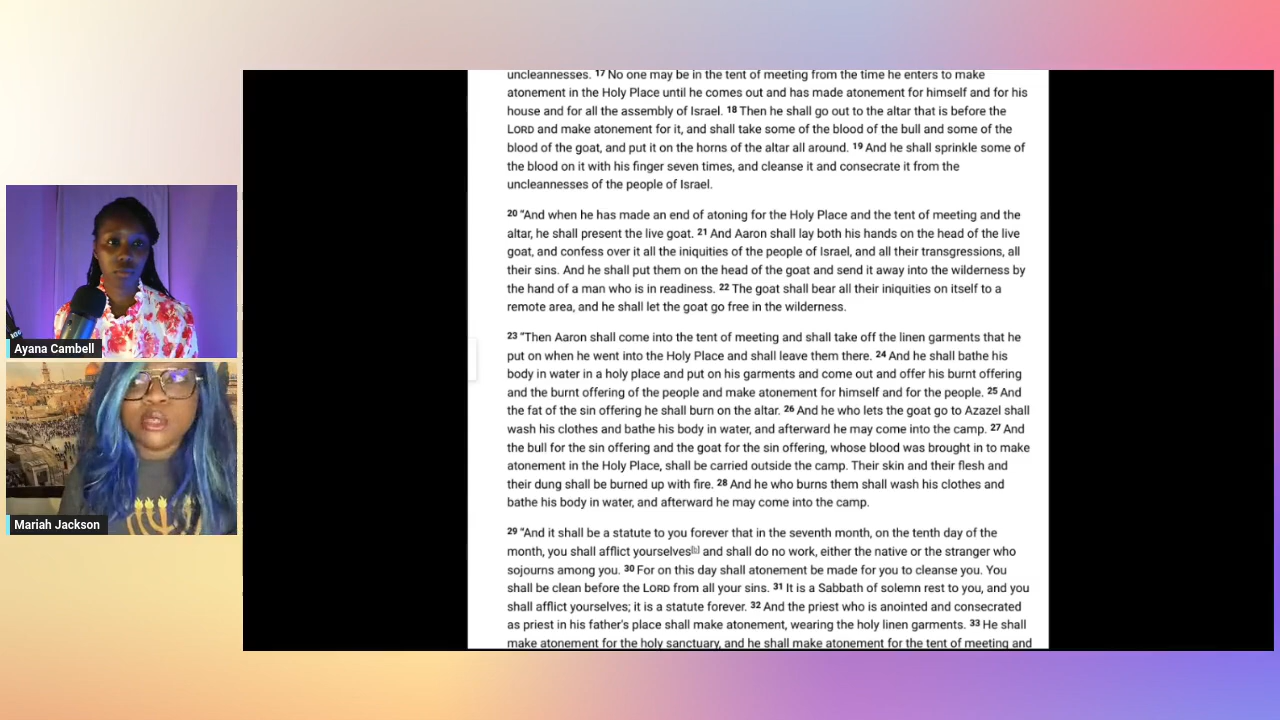 uncleannesses. 17 No one may be in the tent of meeting from the time he enters to make
atonement in the Holy Place until he comes out and has made atonement for himself and for his
house and for all the assembly of Israel. 18 Then he shall go out to the altar that is before the
LORD and make atonement for it, and shall take some of the blood of the bull and some of the
blood of the goat, and put it on the horns of the altar all around. 19 And he shall sprinkle some of
the blood on it with his finger seven times, and cleanse it and consecrate it from the
uncleannesses of the people of Israel.
20 "And when he has made an end of atoning for the Holy Place and the tent of meeting and the
altar, he shall present the live goat. 21 And Aaron shall lay both his hands on the head of the live
goat, and confess over it all the iniquities of the people of Israel, and all their transgressions, all
their sins. And he shall put them on the head of the goat and send it away into the wilderness by
the hand of a man who is in readiness. 22 The goat shall bear all their iniquities on itself to a
remote area, and he shall let the goat go free in the wilderness.
23 "Then Aaron shall come into the tent of meeting and shall take off the linen garments that he
put on when he went into the Holy Place and shall leave them there. 24 And he shall bathe his
body in water in a holy place and put on his garments and come out and offer his burnt offering
and the burnt offering of the people and make atonement for himself and for the people. 25 And
the fat of the sin offering he shall burn on the altar. 26 And he who lets the goat go to Azazel shall
wash his clothes and bathe his body in water, and afterward he may come into the camp. 27 And
the bull for the sin offering and the goat for the sin offering, whose blood was brought in to make
atonement in the Holy Place, shall be carried outside the camp. Their skin and their flesh and
their dung shall be burned up with fire. 28 And he who burns them shall wash his clothes and
bathe his body in water, and afterward he may come into the camp.
29 "And it shall be a statute to you forever that in the seventh month, on the tenth day of the
month, you shall afflict yourselves and shall do no work, either the native or the stranger who
sojourns among you. 30 For on this day shall atonement be made for you to cleanse you. You
shall be clean before the LORD from all your sins. 31 It is a Sabbath of solemn rest to you, and you
shall afflict yourselves; it is a statute forever. 32 And the priest who is anointed and consecrated
as priest in his father's place shall make atonement, wearing the holy linen garments. 33 He shall
make atonement for the holy sanctuary, and he shall make atonement for the tent of meeting and
Ayana Cambell
Mariah Jackson